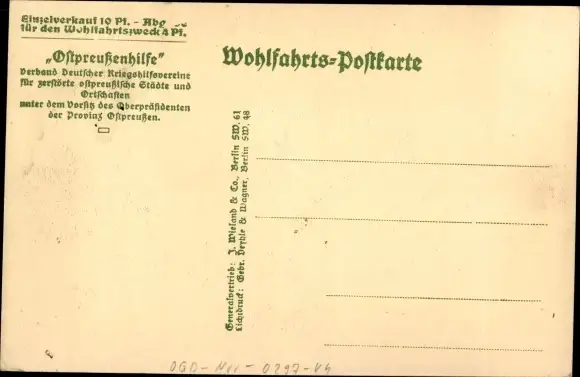 Einzelverkauf 10 Pf. - Abg
für den Wohlfahrtszweck 4 Pf.
„Ostpreußenhilfe"
Verband Deutscher Kriegshilfsvereine
für zerstörte ostpreußische Städte und
Ortschaften
unter dem Vorsitz des Oberpräsidenten
der Provinz Ostpreußen.
Wohlfahrts-Postkarte
Generalvertrieb: J. Wieland & Co., Berlin SW. 61
Lichtdruck: Gebr. Dethle & Wagner, Berlin SW. 48